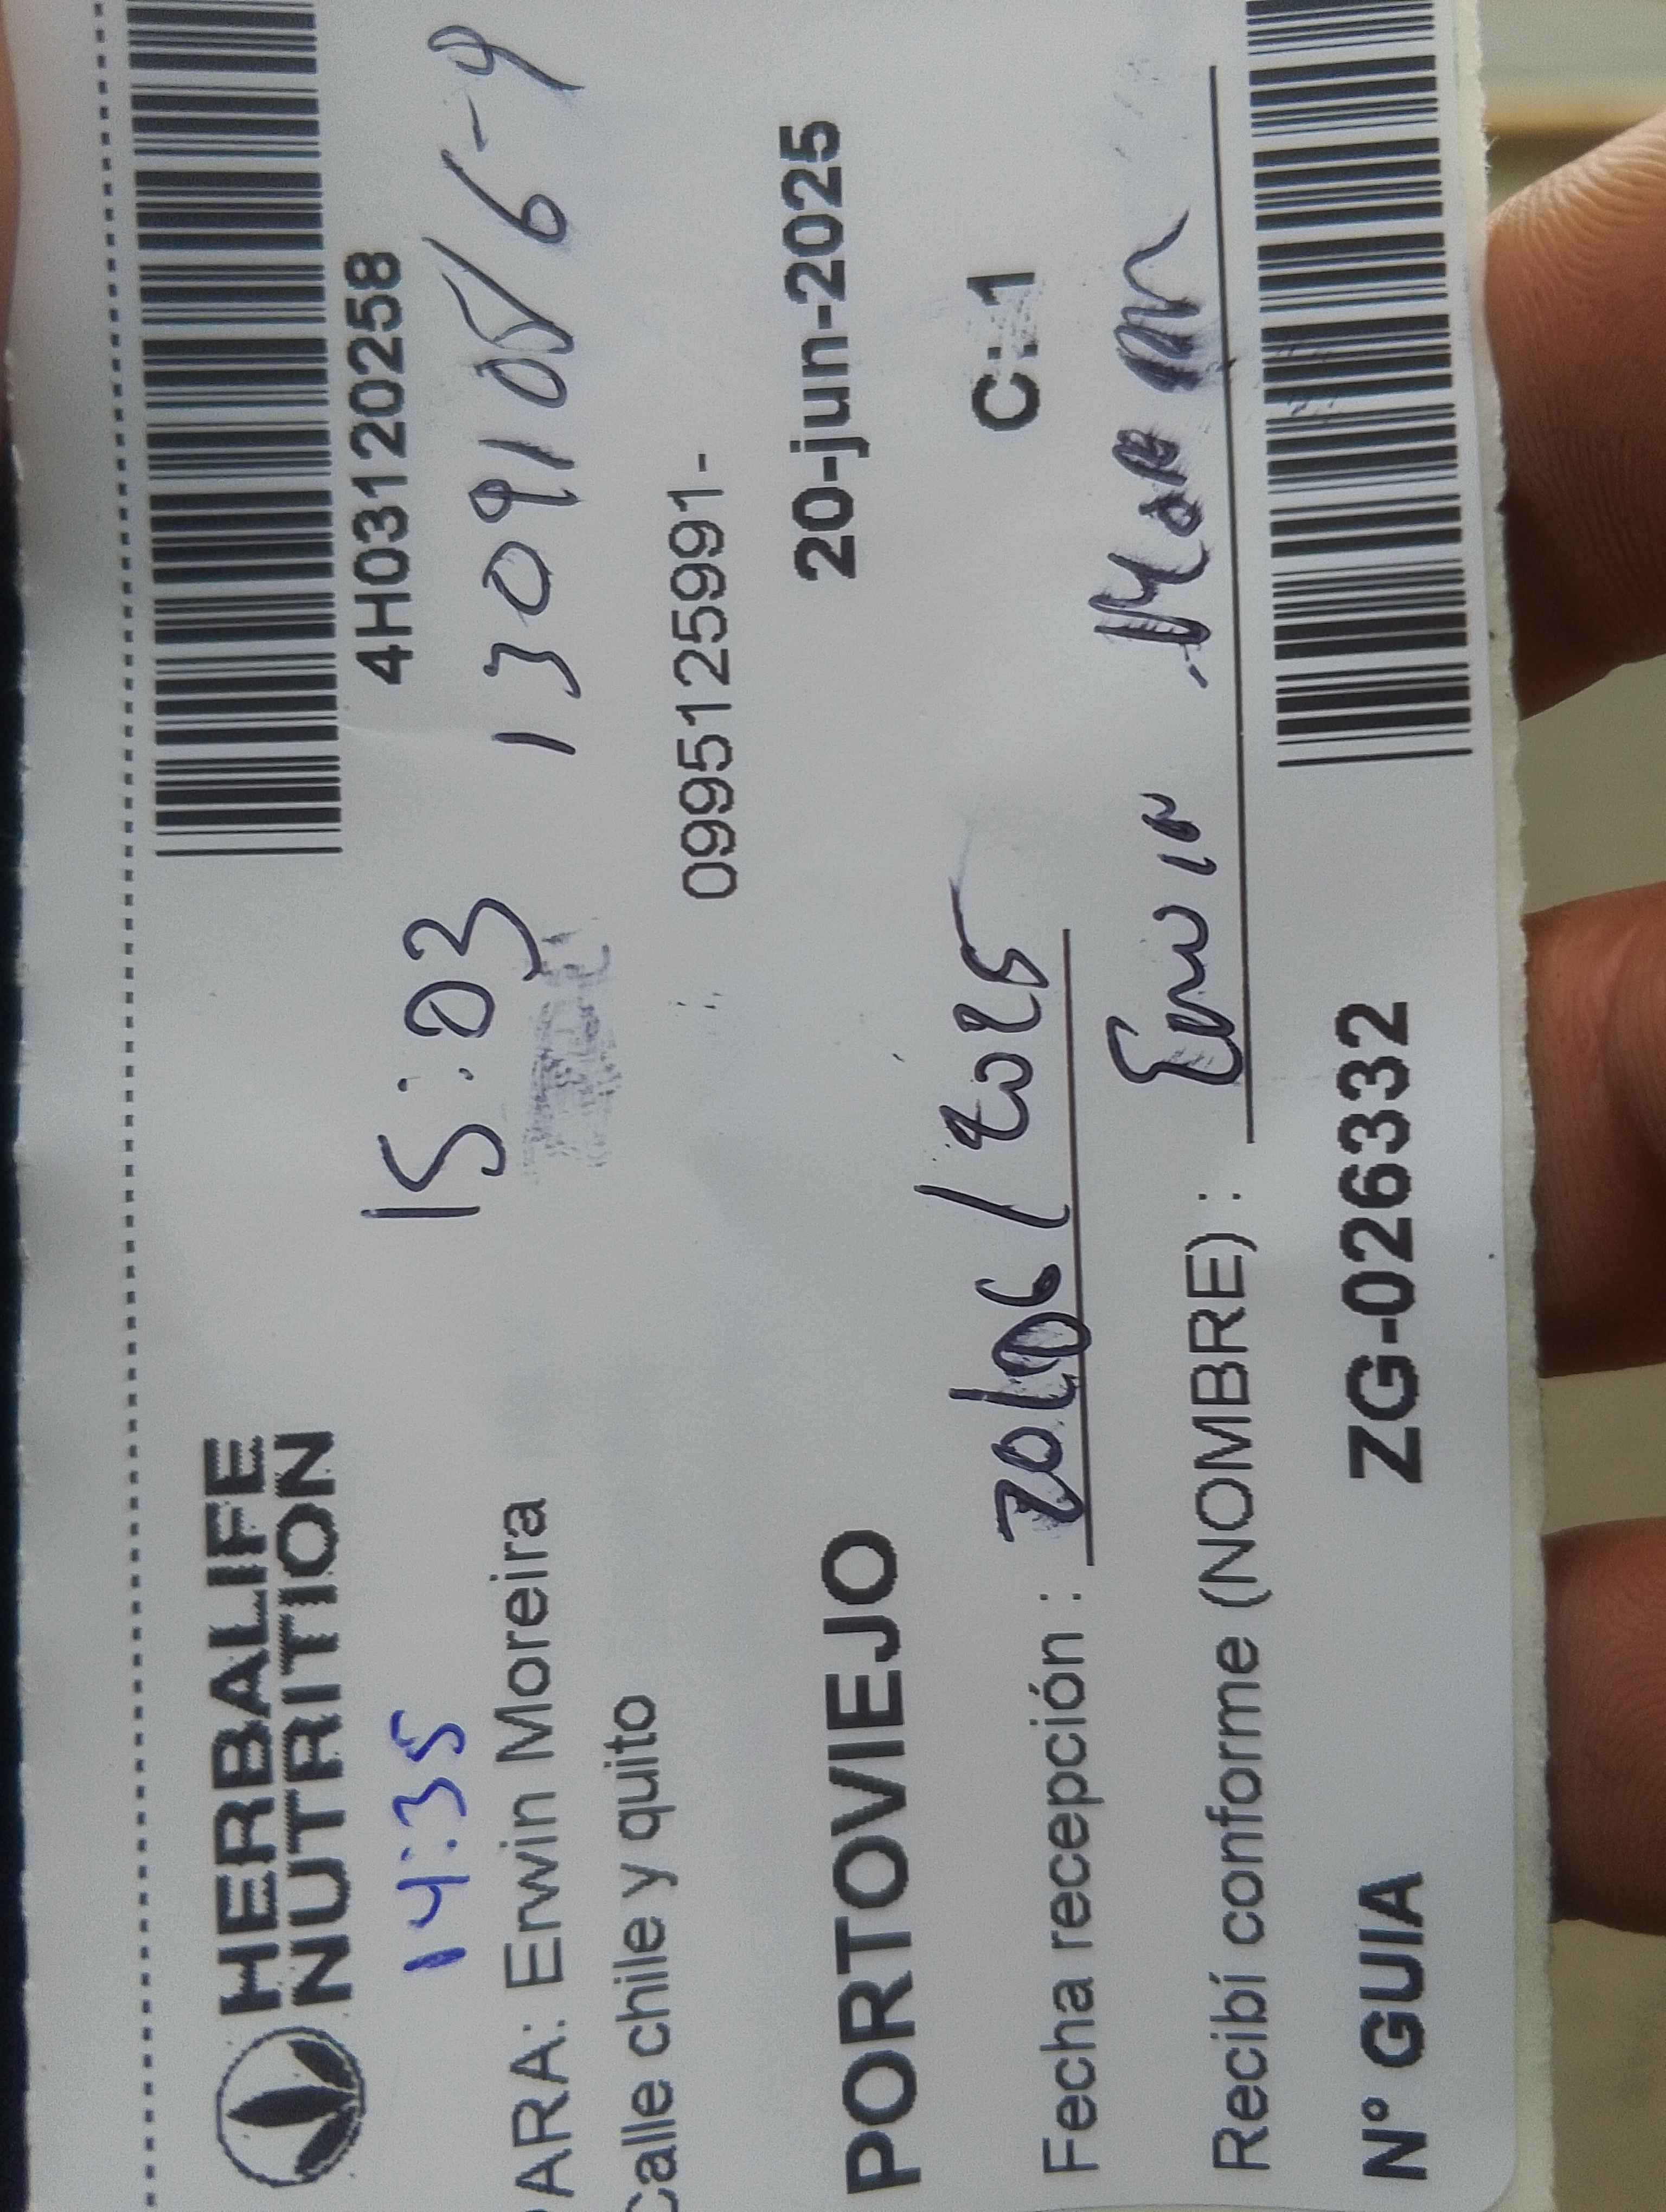 HERBALIFE
NUTRITION
4H03120258
14:35
15:03
PARA: Erwin Moreira
Calle chile y quito
0995125991-
PORTOVIEJO
20-jun-2025
Fecha recepción : 20/06/2025
C:1
Recibí conforme (NOMBRE) : Erwin
N° GUIA
ZG-026332